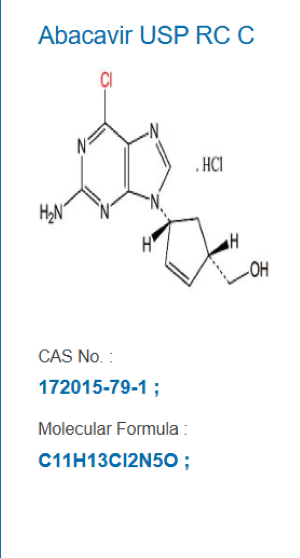 Abacavir USP RC C
Cl
N
N
. HCl
H₂N
N
N
H
H
OH
CAS No. :
172015-79-1 ;
Molecular Formula :
C11H13Cl2N5O ;